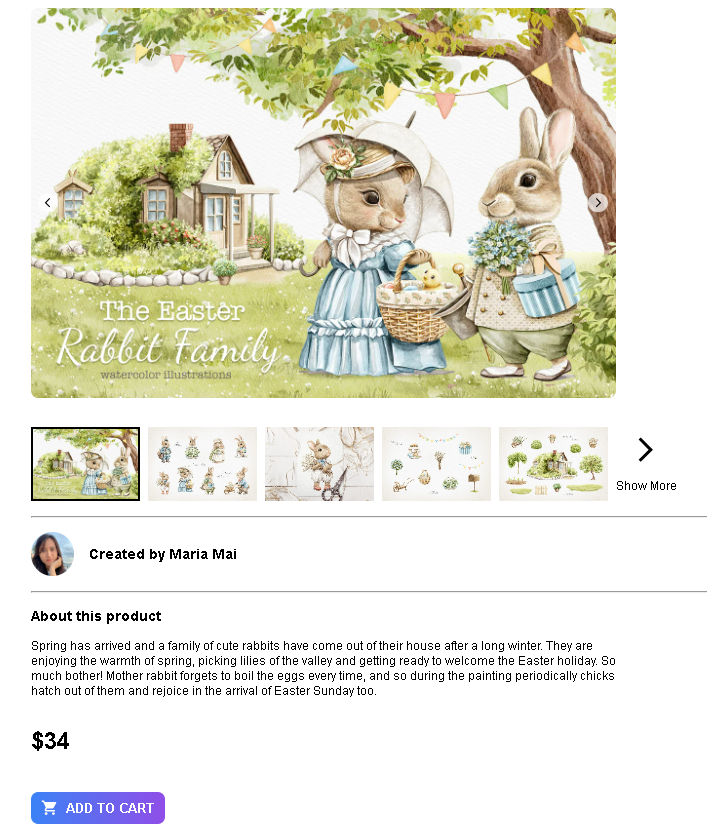 The Easter
Rabbit Family
watercolor illustrations
Show More
Created by Maria Mai
About this product
Spring has arrived and a family of cute rabbits have come out of their house after a long winter. They are
enjoying the warmth of spring, picking lilies of the valley and getting ready to welcome the Easter holiday. So
much bother! Mother rabbit forgets to boil the eggs every time, and so during the painting periodically chicks
hatch out of them and rejoice in the arrival of Easter Sunday too.
$34
ADD TO CART